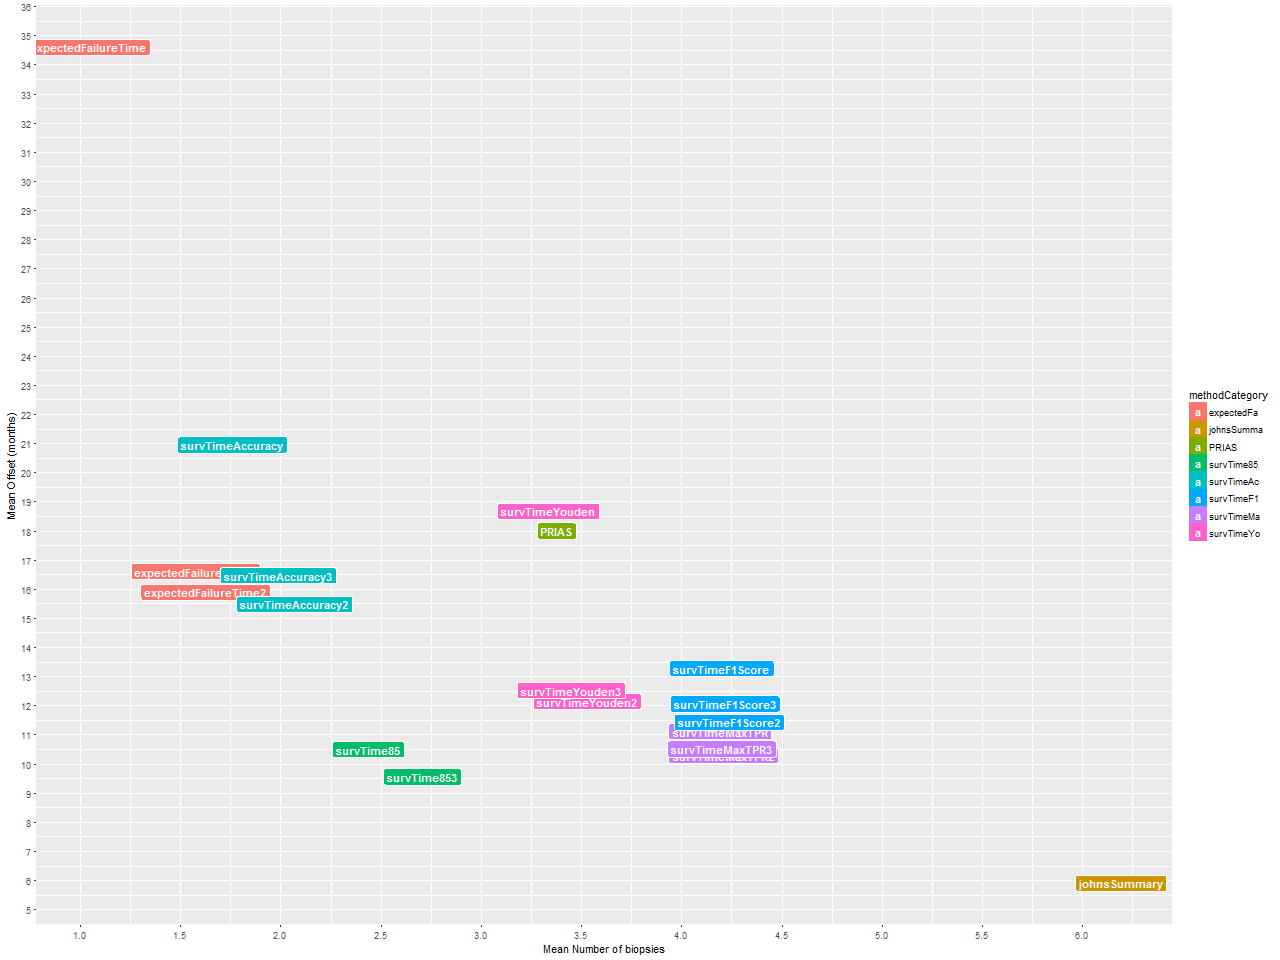 36
35
34
33
32
31
30
29
28
27
26
25
24
23
22
21
20
19
18
17
16
15
14
13
12
11
10
9
8
7
6
5
Mean Offset (months)
xpectedFailureTime
survTimeAccuracy
survTimeYouden
PRIAS
expectedFailure
survTimeAccuracy3
expectedFailureTime2
survTimeAccuracy2
survTimeF1Score
survTimeYouden3
survTimeYouden2
survTimeF1Score3
survTimeF1Score2
survTimeMaxTPR
survTime85
survTimeMaxTPR3
survTimeMaxTPR2
survTime853
johnsSummary
1.0 1.5 2.0 2.5 3.0 3.5 4.0 4.5 5.0 5.5 6.0
Mean Number of biopsies
methodCategory
a expectedFa
a johnsSumma
a PRIAS
a survTime85
a survTimeAc
a survTimeF1
a survTimeMa
a survTimeYo